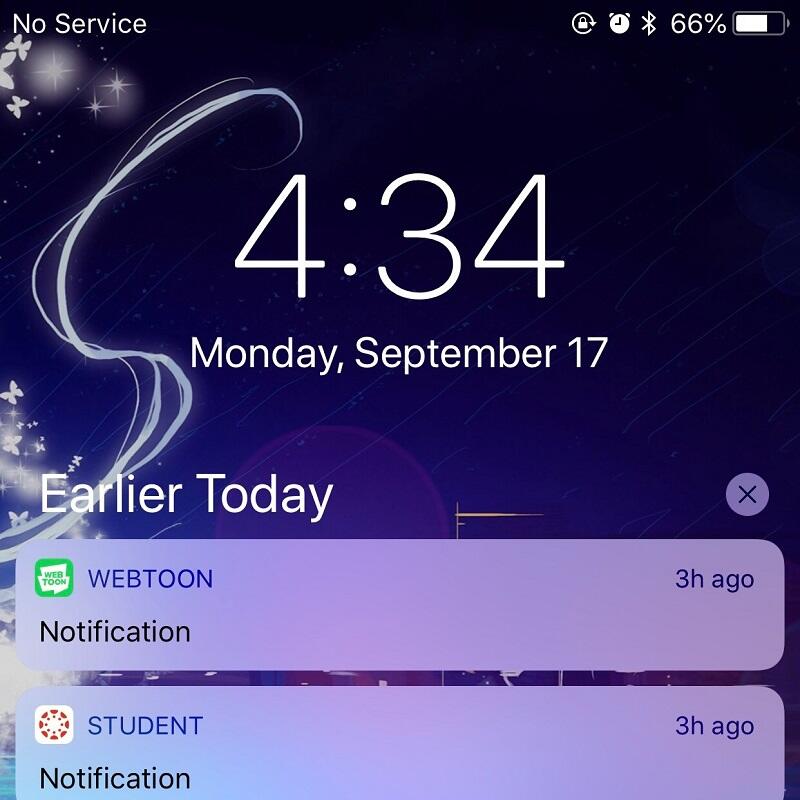 No Service 66%
4:34
Monday, September 17
Earlier Today
WEB
TOON
WEBTOON 3h ago
Notification
STUDENT 3h ago
Notification